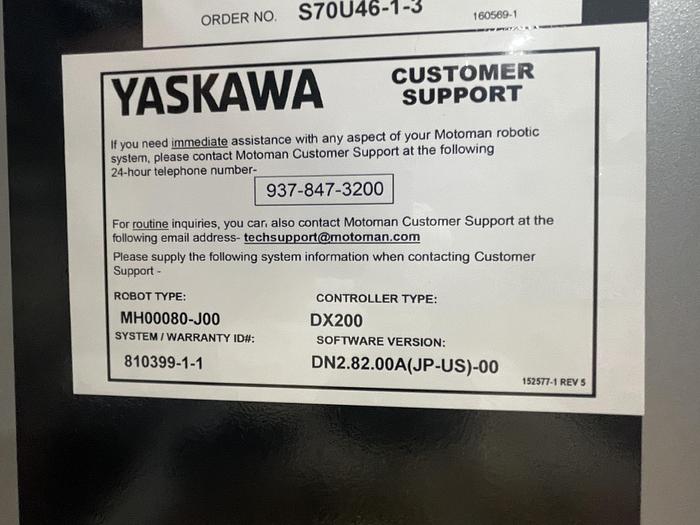 ORDER NO. S70U46-1-3 160569-1
YASKAWA
CUSTOMER
SUPPORT
If you need immediate assistance with any aspect of your Motoman robotic
system, please contact Motoman Customer Support at the following
24-hour telephone number-
937-847-3200
For routine inquiries, you can also contact Motoman Customer Support at the
following email address- techsupport@motoman.com
Please supply the following system information when contacting Customer
Support -
ROBOT TYPE: CONTROLLER TYPE:
MH00080-J00 DX200
SYSTEM / WARRANTY ID#: SOFTWARE VERSION:
810399-1-1 DN2.82.00A(JP-US)-00
152577-1 REV 5